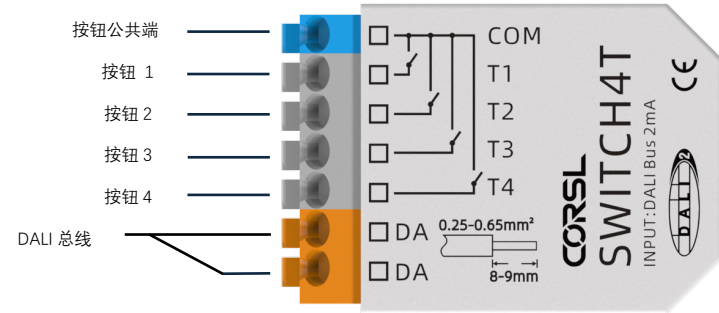 按钮公共端
按钮 1
按钮 2
按钮 3
按钮 4
DALI 总线
COM
T1
T2
T3
T4
DA
DA
0.25-0.65mm²
8-9mm
CORSL
SWITCH4T
INPUT:DALI Bus 2mA
CE
DALI 2